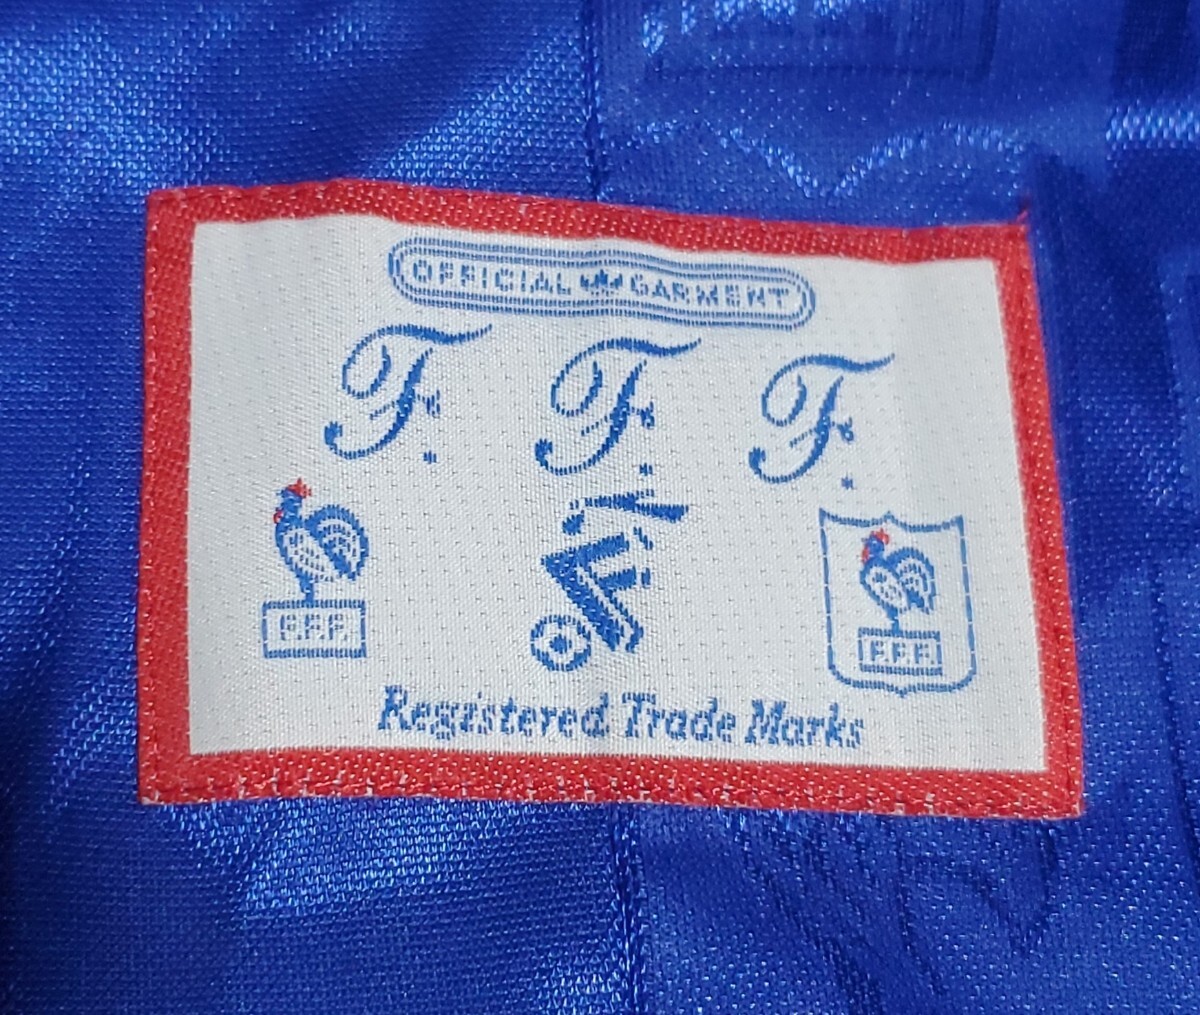 OFFICIAL GARMENT
F. F. F.
F.F.F. F.F.F.
Registered Trade Marks